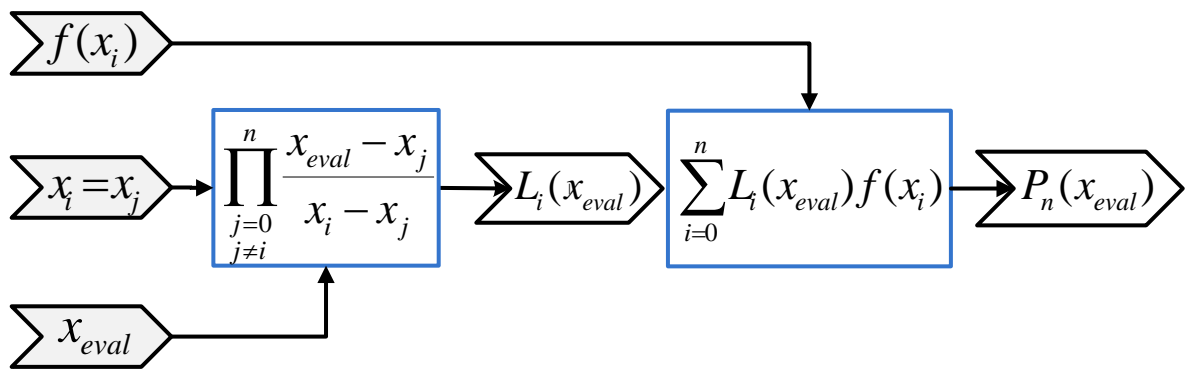 f(x_i)
x_i = x_j
x_eval
∏_{j=0, j≠i}^{n} (x_eval − x_j)/(x_i − x_j)
L_i(x_eval)
∑_{i=0}^{n} L_i(x_eval) f(x_i)
P_n(x_eval)